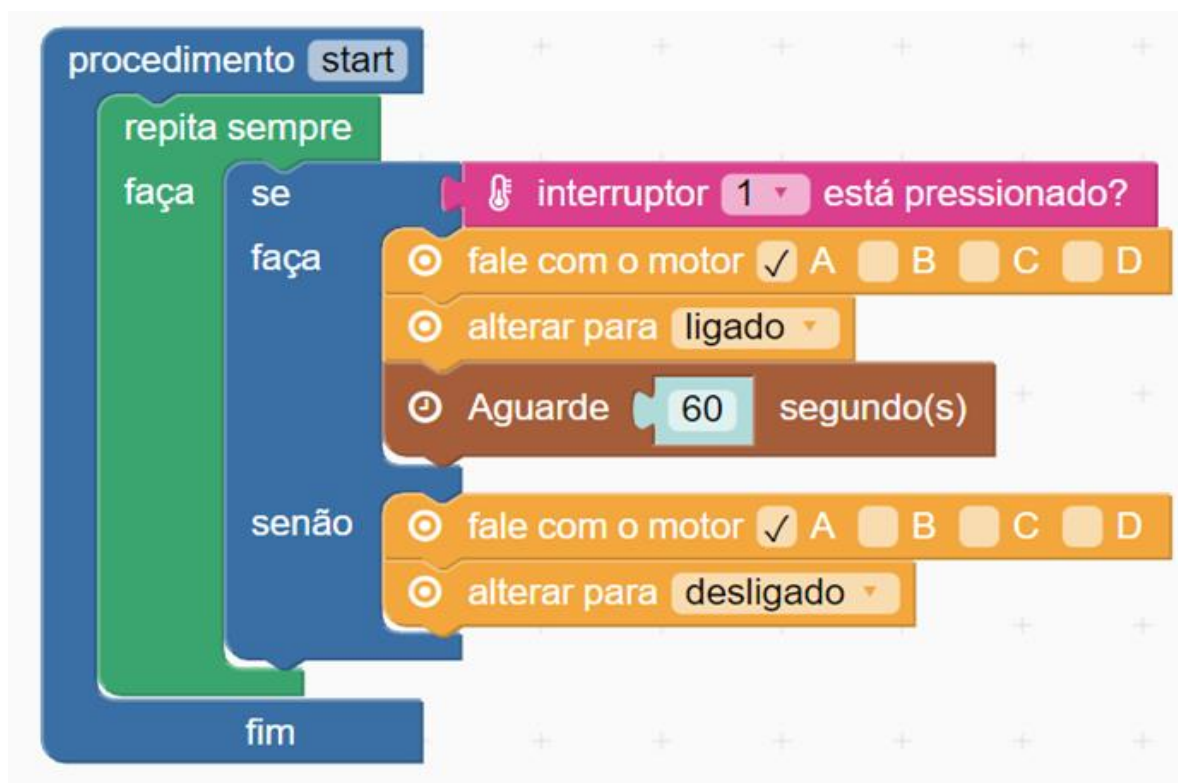 procedimento start
repita sempre
faça se interruptor 1 está pressionado?
faça fale com o motor ✓ A B C D
alterar para ligado
Aguarde 60 segundo(s)
senão fale com o motor ✓ A B C D
alterar para desligado
fim